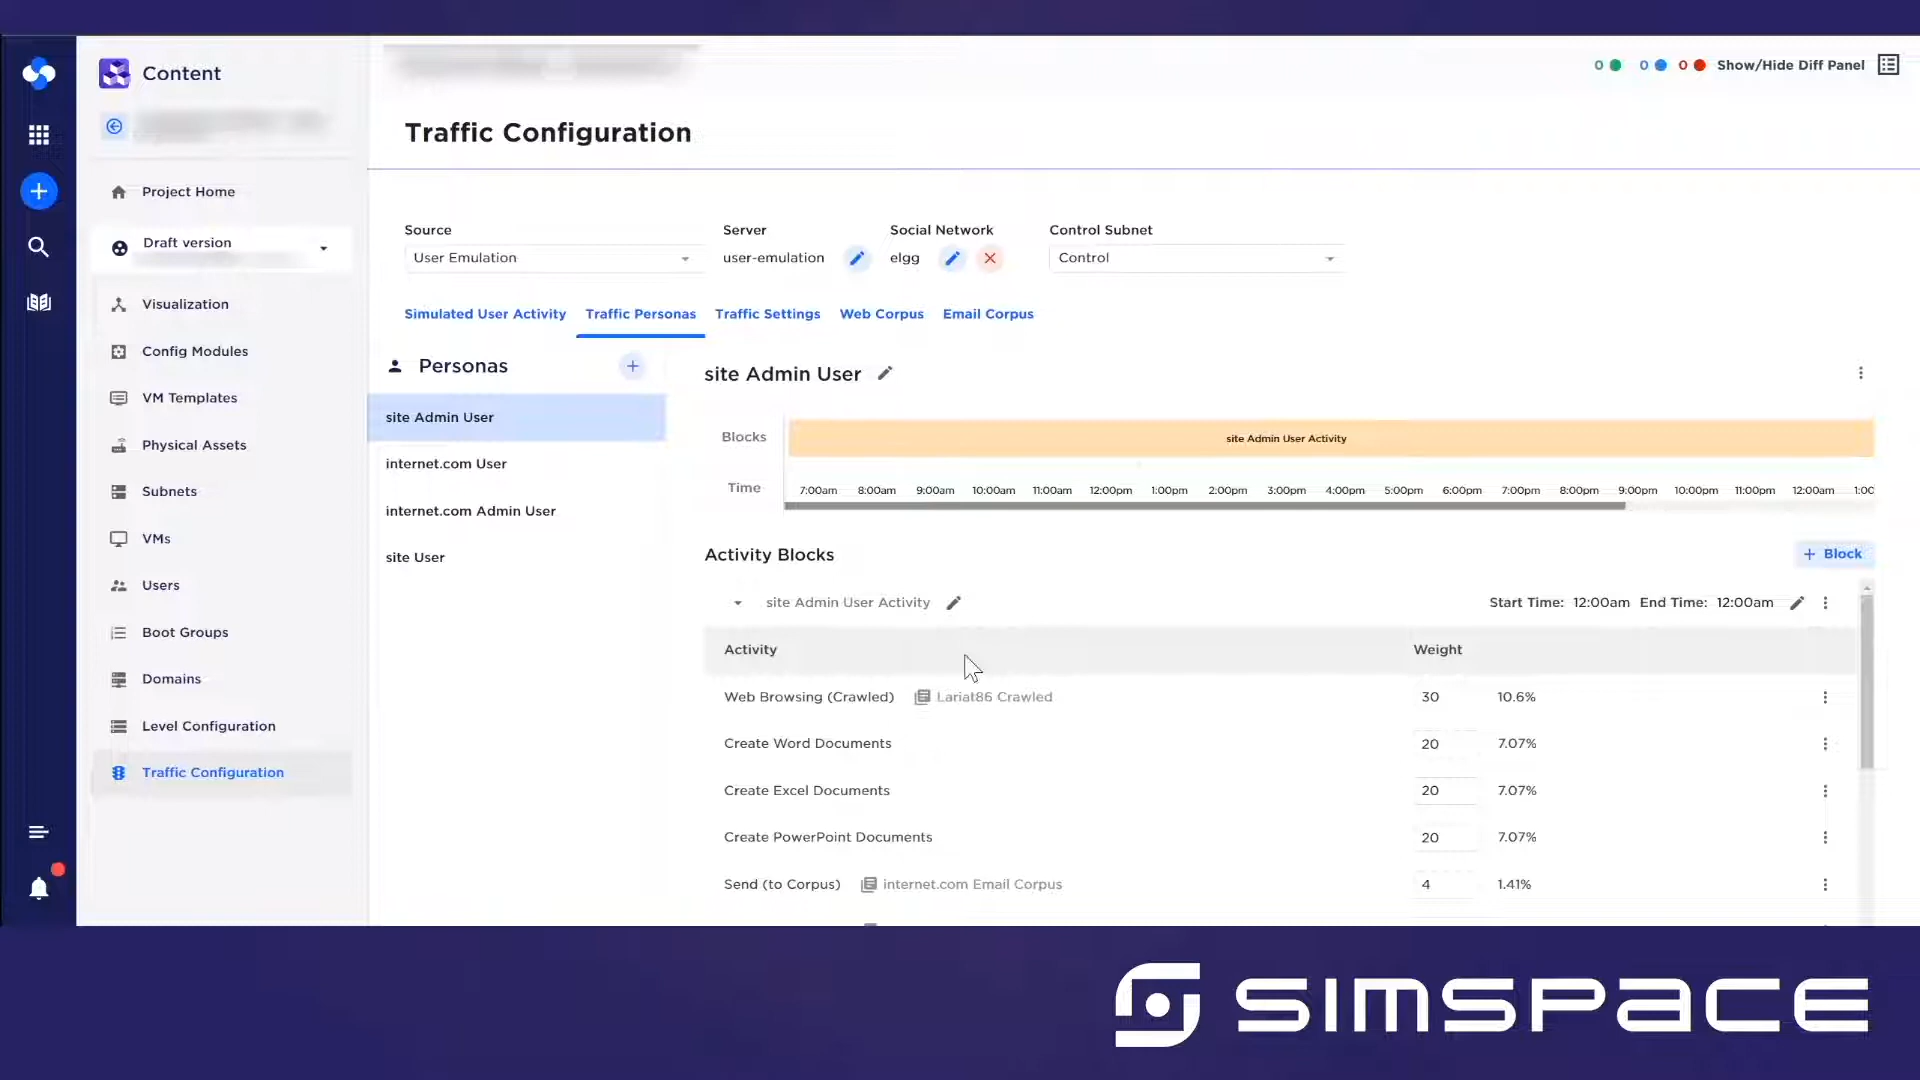 Content
Project Home
Draft version
Visualization
Config Modules
VM Templates
Physical Assets
Subnets
VMs
Users
Boot Groups
Domains
Level Configuration
Traffic Configuration
0 0 0 Show/Hide Diff Panel
Traffic Configuration
Source Server Social Network Control Subnet
User Emulation user-emulation elgg Control
Simulated User Activity Traffic Personas Traffic Settings Web Corpus Email Corpus
Personas
site Admin User
internet.com User
internet.com Admin User
site User
site Admin User
Blocks site Admin User Activity
Time 7:00am 8:00am 9:00am 10:00am 11:00am 12:00pm 1:00pm 2:00pm 3:00pm 4:00pm 5:00pm 6:00pm 7:00pm 8:00pm 9:00pm 10:00pm 11:00pm 12:00am 1:00
Activity Blocks + Block
site Admin User Activity Start Time: 12:00am End Time: 12:00am
Activity Weight
Web Browsing (Crawled) Lariat86 Crawled 30 10.6%
Create Word Documents 20 7.07%
Create Excel Documents 20 7.07%
Create PowerPoint Documents 20 7.07%
Send (to Corpus) internet.com Email Corpus 4 1.41%
SIMSPACE